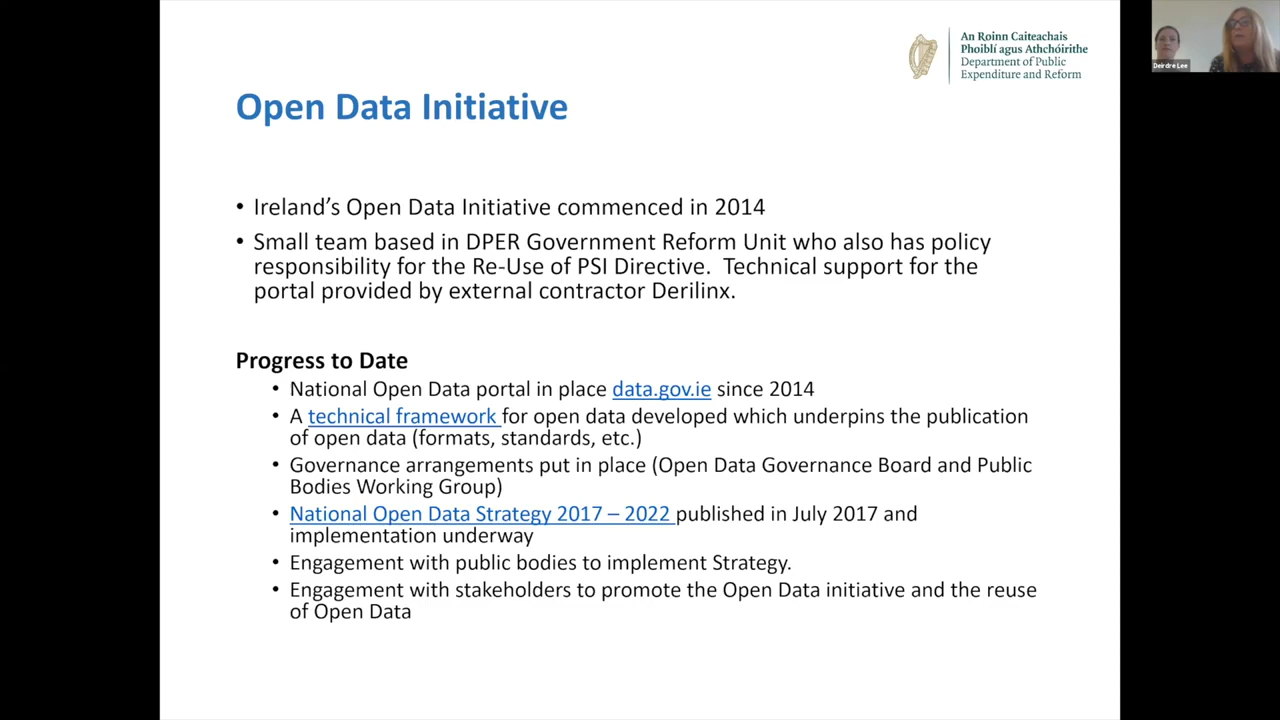 An Roinn Caiteachais
Phoiblí agus Athchóirithe
Department of Public
Expenditure and Reform
Deirdre Lee
Open Data Initiative
• Ireland’s Open Data Initiative commenced in 2014
• Small team based in DPER Government Reform Unit who also has policy
responsibility for the Re-Use of PSI Directive.  Technical support for the
portal provided by external contractor Derilinx.
Progress to Date
• National Open Data portal in place data.gov.ie since 2014
• A technical framework for open data developed which underpins the publication
of open data (formats, standards, etc.)
• Governance arrangements put in place (Open Data Governance Board and Public
Bodies Working Group)
• National Open Data Strategy 2017 – 2022 published in July 2017 and
implementation underway
• Engagement with public bodies to implement Strategy.
• Engagement with stakeholders to promote the Open Data initiative and the reuse
of Open Data